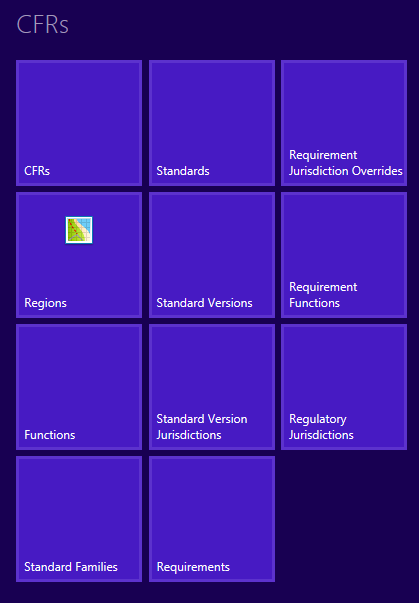 CFRs
CFRs
Standards
Requirement
Jurisdiction Overrides
Regions
Standard Versions
Requirement
Functions
Functions
Standard Version
Jurisdictions
Regulatory
Jurisdictions
Standard Families
Requirements